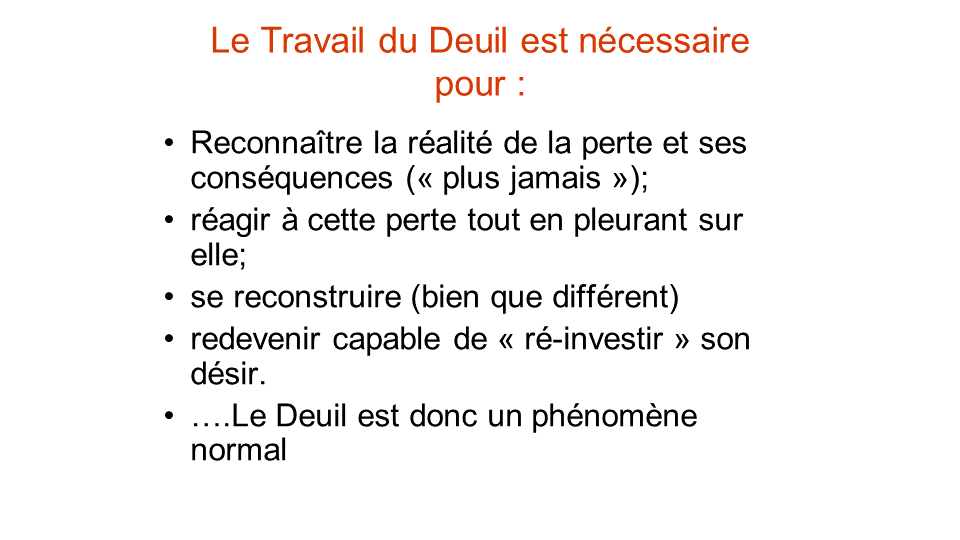 Le Travail du Deuil est nécessaire
pour :
• Reconnaître la réalité de la perte et ses
conséquences (« plus jamais »);
• réagir à cette perte tout en pleurant sur
elle;
• se reconstruire (bien que différent)
• redevenir capable de « ré-investir » son
désir.
• ….Le Deuil est donc un phénomène
normal